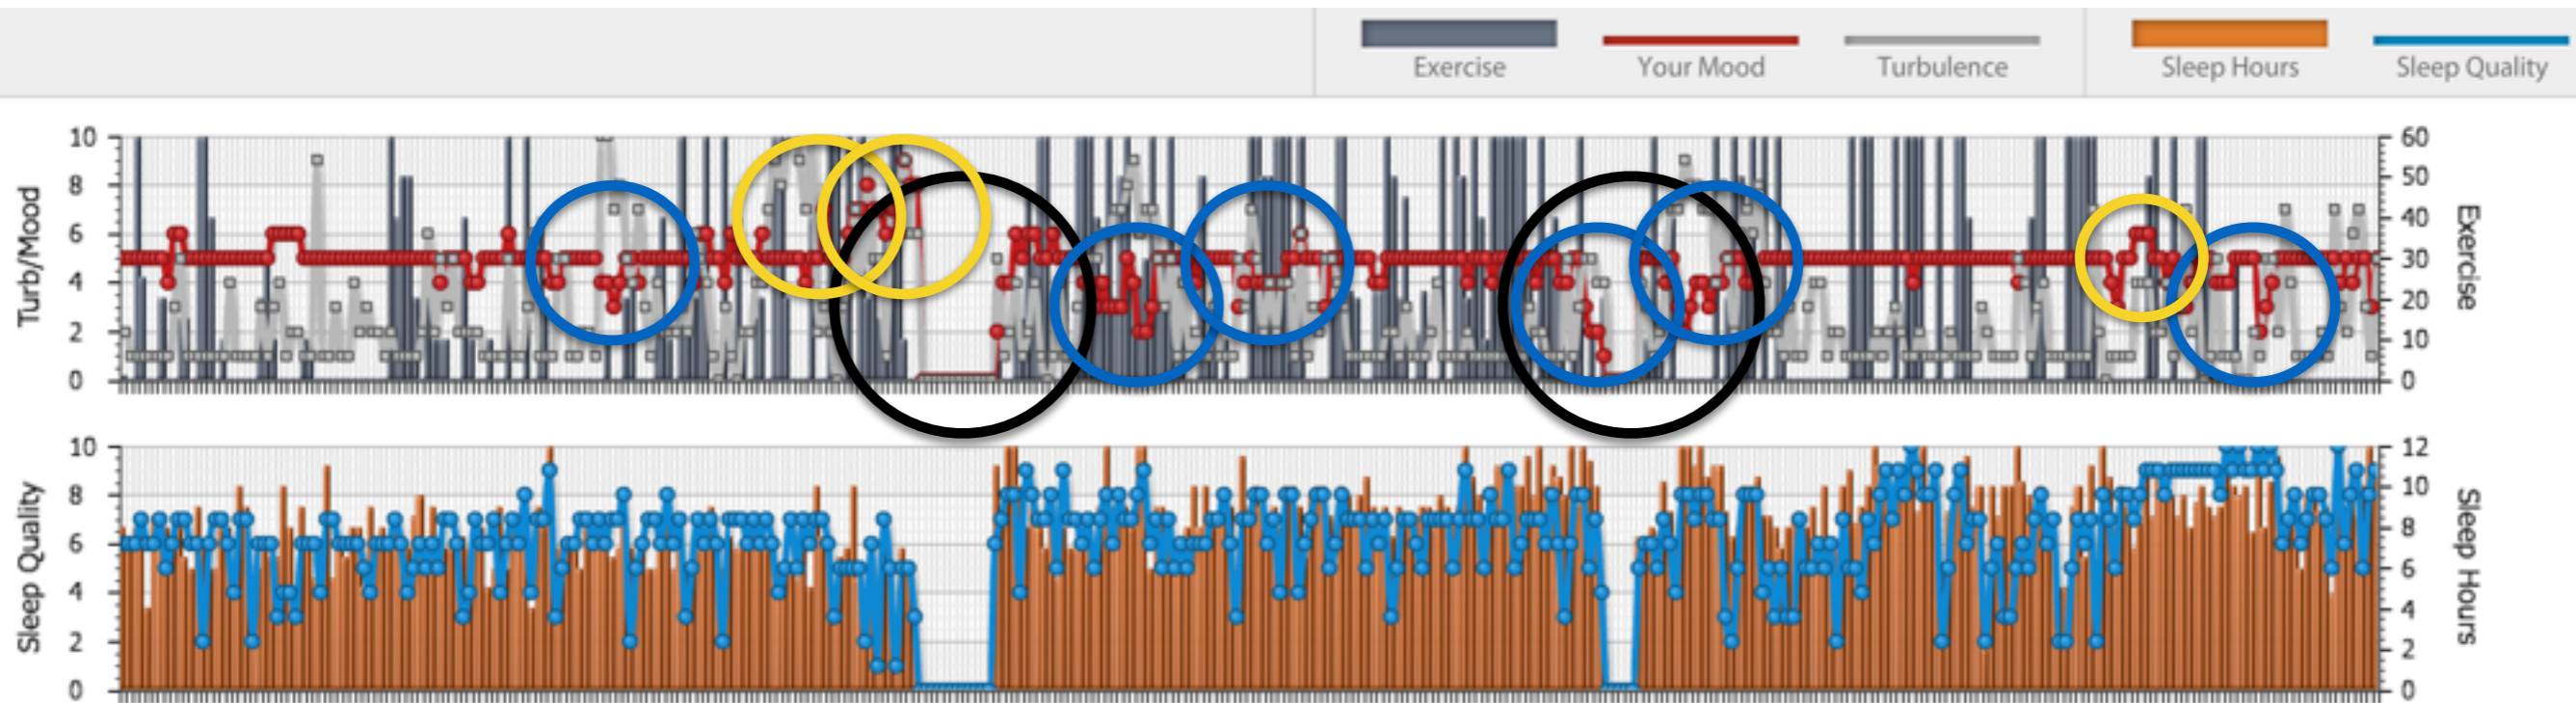 Exercise Your Mood Turbulence Sleep Hours Sleep Quality
10 60
8 50
6 40
30
4 20
2 10
0 0
Turb/Mood
Exercise
10 12
8 10
8
6 6
4 4
2 2
0 0
Sleep Quality
Sleep Hours